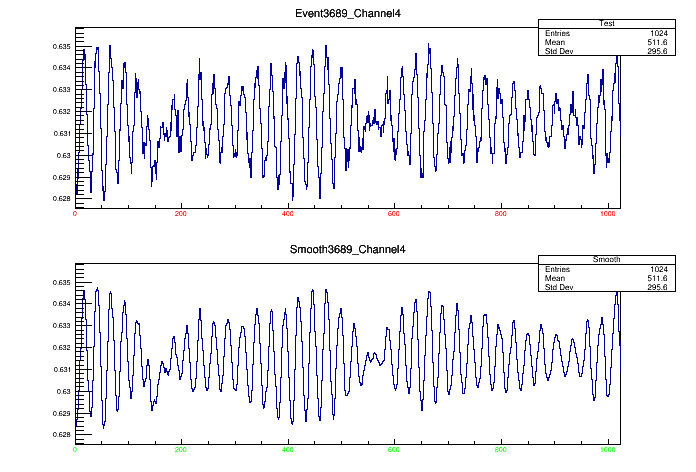 Event3689_Channel4
Test
Entries 1024
Mean 511.6
Std Dev 295.6
0.635
0.634
0.633
0.632
0.631
0.63
0.629
0.628
0 200 400 600 800 1000
Smooth3689_Channel4
Smooth
Entries 1024
Mean 511.6
Std Dev 295.6
0.635
0.634
0.633
0.632
0.631
0.63
0.629
0.628
0 200 400 600 800 1000